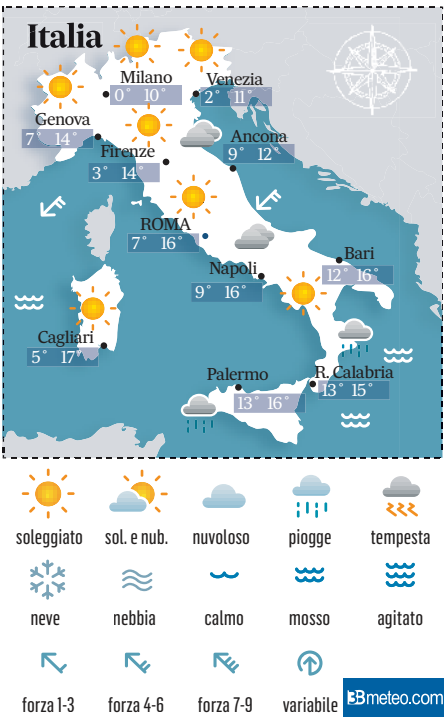 Italia
Milano
0° 10°
Venezia
2° 11°
Genova
7° 14°
Firenze
3° 14°
Ancona
9° 12°
ROMA
7° 16°
Napoli
9° 16°
Bari
12° 16°
Cagliari
5° 17°
Palermo
13° 16°
R. Calabria
13° 15°
soleggiato sol. e nub. nuvoloso piogge tempesta
neve nebbia calmo mosso agitato
forza 1-3 forza 4-6 forza 7-9 variabile
3Bmeteo.com